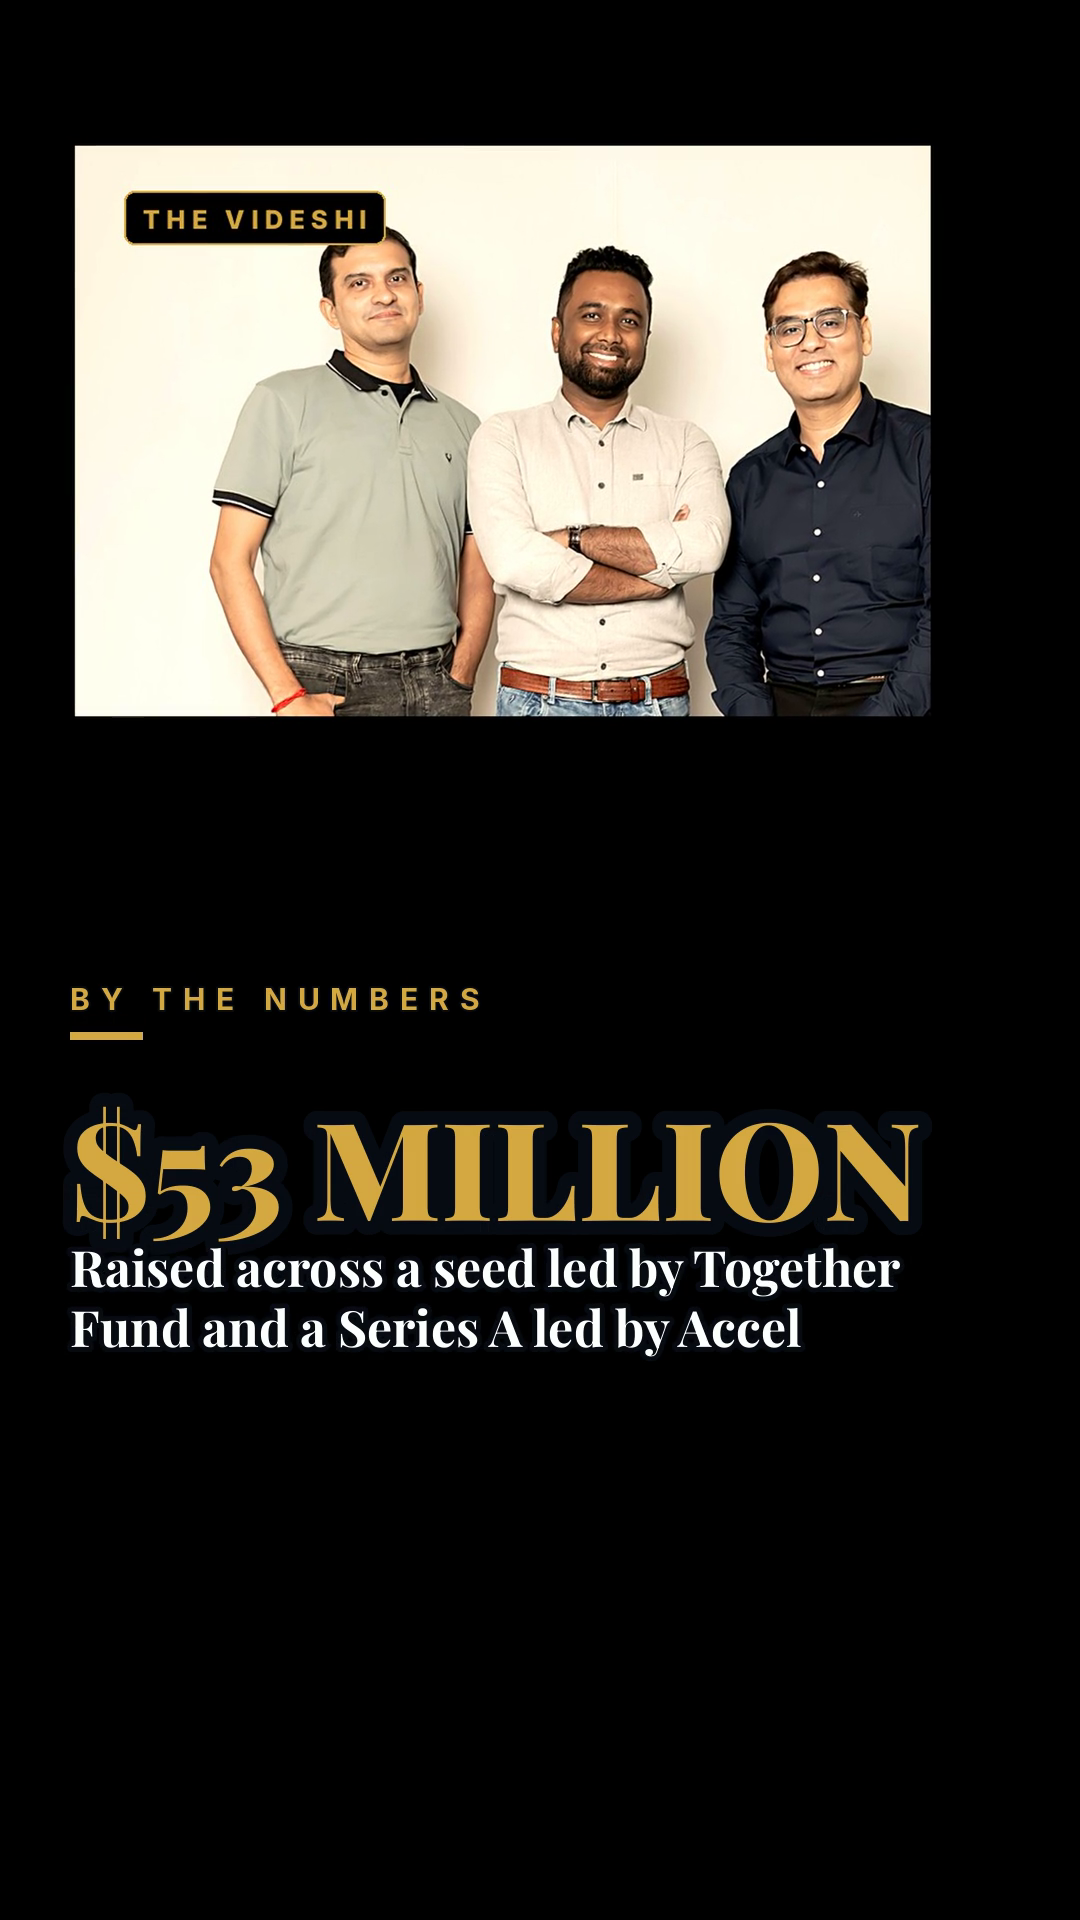 THE VIDESHI
BY THE NUMBERS
$53 MILLION
Raised across a seed led by Together
Fund and a Series A led by Accel